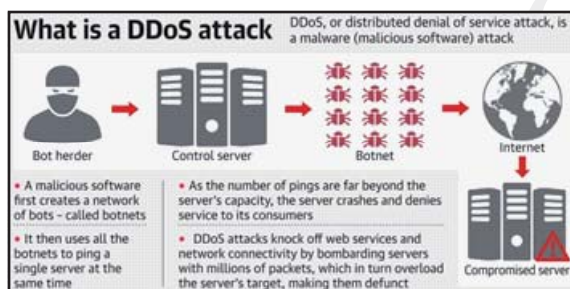 What is a DDoS attack
DDoS, or distributed denial of service attack, is
a malware (malicious software) attack
Bot herder
Control server
Botnet
Internet
• A malicious software
first creates a network
of bots – called botnets
• It then uses all the
botnets to ping a
single server at the
same time
• As the number of pings are far beyond the
server's capacity, the server crashes and denies
service to its consumers
• DDoS attacks knock off web services and
network connectivity by bombarding servers
with millions of packets, which in turn overload
the server's target, making them defunct
Compromised server